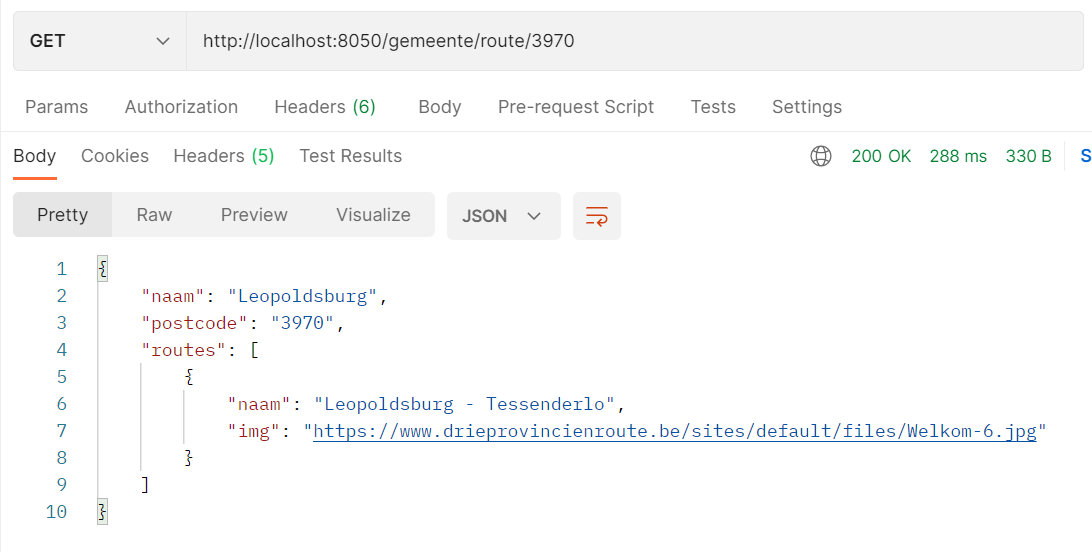 GET http://localhost:8050/gemeente/route/3970
Params Authorization Headers (6) Body Pre-request Script Tests Settings
Body Cookies Headers (5) Test Results 200 OK 288 ms 330 B S
Pretty Raw Preview Visualize JSON
1 {
2 "naam": "Leopoldsburg",
3 "postcode": "3970",
4 "routes": [
5 {
6 "naam": "Leopoldsburg - Tessenderlo",
7 "img": "https://www.drieprovincienroute.be/sites/default/files/Welkom-6.jpg"
8 }
9 ]
10 }